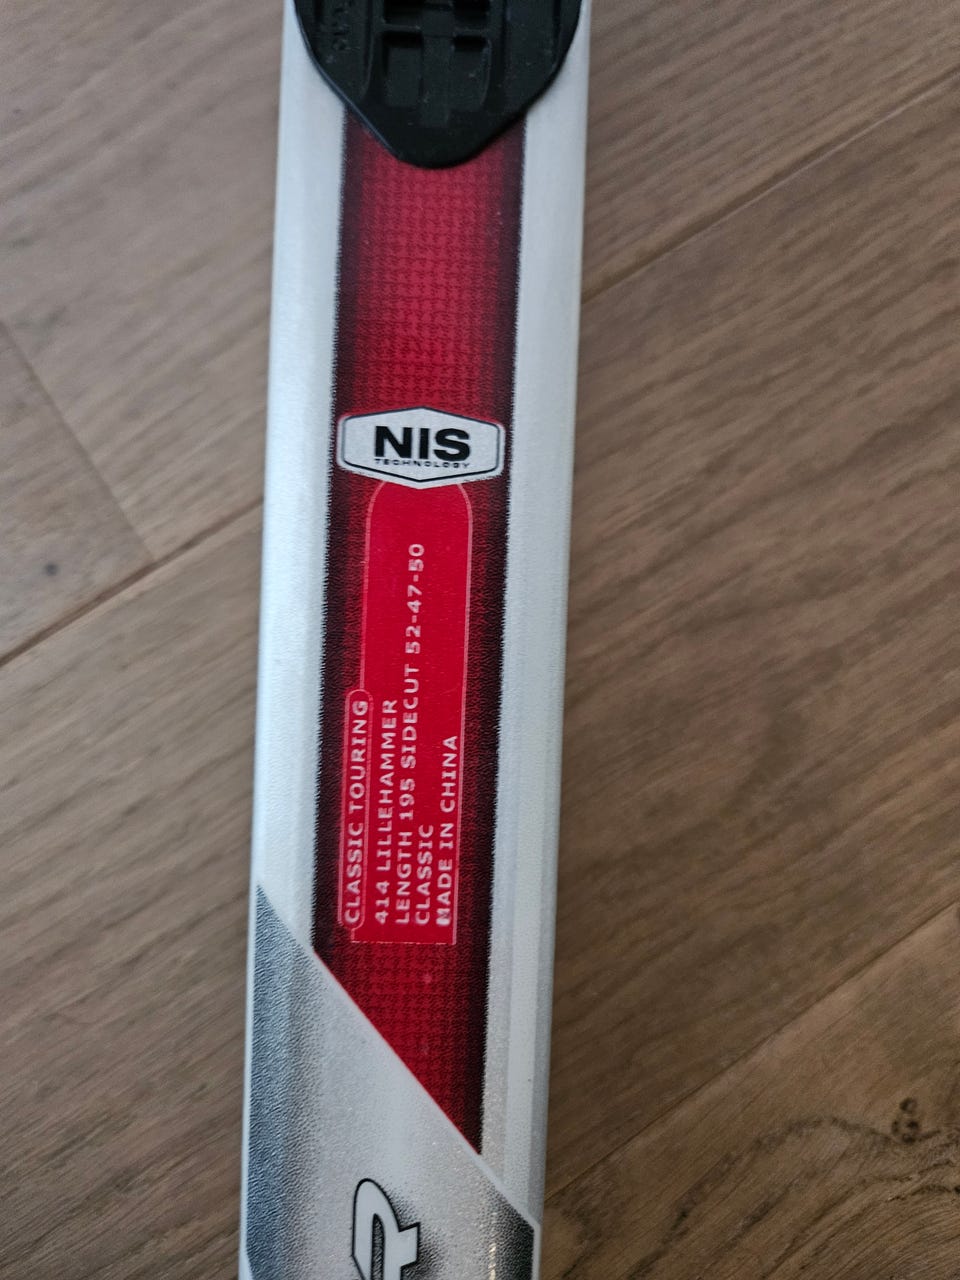 NIS
TECHNOLOGY
CLASSIC TOURING
414 LILLEHAMMER
LENGTH 195 SIDECUT 52-47-50
CLASSIC
MADE IN CHINA
R